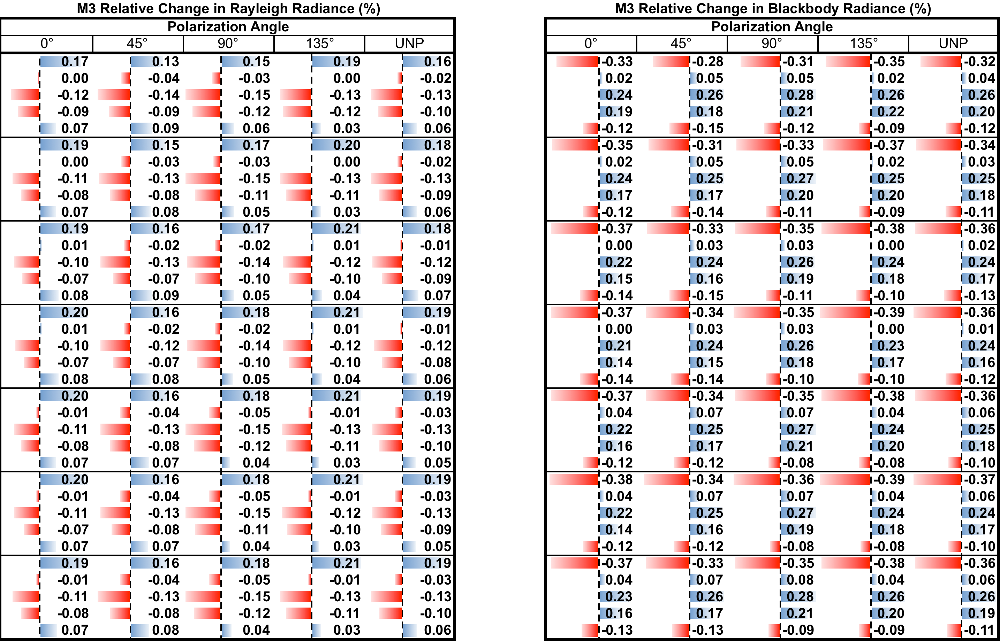 M3 Relative Change in Rayleigh Radiance (%)
Polarization Angle
0° 45° 90° 135° UNP
0.17 0.13 0.15 0.19 0.16
0.00 -0.04 -0.03 0.00 -0.02
-0.12 -0.14 -0.15 -0.13 -0.13
-0.09 -0.09 -0.12 -0.12 -0.10
0.07 0.09 0.06 0.03 0.06
0.19 0.15 0.17 0.20 0.18
0.00 -0.03 -0.03 0.00 -0.02
-0.11 -0.13 -0.15 -0.13 -0.13
-0.08 -0.08 -0.11 -0.11 -0.09
0.07 0.08 0.05 0.03 0.06
0.19 0.16 0.17 0.21 0.18
0.01 -0.02 -0.02 0.01 -0.01
-0.10 -0.13 -0.14 -0.12 -0.12
-0.07 -0.07 -0.10 -0.10 -0.09
0.08 0.09 0.05 0.04 0.07
0.20 0.16 0.18 0.21 0.19
0.01 -0.02 -0.02 0.01 -0.01
-0.10 -0.12 -0.14 -0.12 -0.12
-0.07 -0.07 -0.10 -0.10 -0.08
0.08 0.08 0.05 0.04 0.06
0.20 0.16 0.18 0.21 0.19
-0.01 -0.04 -0.05 -0.01 -0.03
-0.11 -0.13 -0.15 -0.13 -0.13
-0.08 -0.08 -0.12 -0.11 -0.10
0.07 0.07 0.04 0.03 0.05
0.20 0.16 0.18 0.21 0.19
-0.01 -0.04 -0.05 -0.01 -0.03
-0.11 -0.13 -0.15 -0.12 -0.13
-0.07 -0.08 -0.11 -0.10 -0.09
0.07 0.07 0.04 0.03 0.05
0.19 0.16 0.18 0.21 0.19
-0.01 -0.04 -0.05 -0.01 -0.03
-0.11 -0.13 -0.15 -0.13 -0.13
-0.08 -0.08 -0.12 -0.11 -0.10
0.07 0.08 0.04 0.03 0.06
M3 Relative Change in Blackbody Radiance (%)
Polarization Angle
0° 45° 90° 135° UNP
-0.33 -0.28 -0.31 -0.35 -0.32
0.02 0.05 0.05 0.02 0.04
0.24 0.26 0.28 0.26 0.26
0.19 0.18 0.21 0.22 0.20
-0.12 -0.15 -0.12 -0.09 -0.12
-0.35 -0.31 -0.33 -0.37 -0.34
0.02 0.05 0.05 0.02 0.03
0.24 0.25 0.27 0.25 0.25
0.17 0.17 0.20 0.20 0.18
-0.12 -0.14 -0.11 -0.09 -0.11
-0.37 -0.33 -0.35 -0.38 -0.36
0.00 0.03 0.03 0.00 0.02
0.22 0.24 0.26 0.24 0.24
0.15 0.16 0.19 0.18 0.17
-0.14 -0.15 -0.11 -0.10 -0.13
-0.37 -0.34 -0.35 -0.39 -0.36
0.00 0.03 0.03 0.00 0.01
0.21 0.24 0.26 0.23 0.24
0.14 0.15 0.18 0.17 0.16
-0.14 -0.14 -0.10 -0.10 -0.12
-0.37 -0.34 -0.35 -0.38 -0.36
0.04 0.07 0.07 0.04 0.06
0.22 0.25 0.27 0.24 0.25
0.16 0.17 0.21 0.20 0.18
-0.12 -0.12 -0.08 -0.08 -0.10
-0.38 -0.34 -0.36 -0.39 -0.37
0.04 0.07 0.07 0.04 0.06
0.22 0.25 0.27 0.24 0.24
0.14 0.16 0.19 0.18 0.17
-0.12 -0.12 -0.08 -0.08 -0.10
-0.37 -0.33 -0.35 -0.38 -0.36
0.04 0.07 0.08 0.04 0.06
0.23 0.26 0.28 0.26 0.26
0.16 0.17 0.21 0.20 0.19
-0.13 -0.13 -0.09 -0.09 -0.11